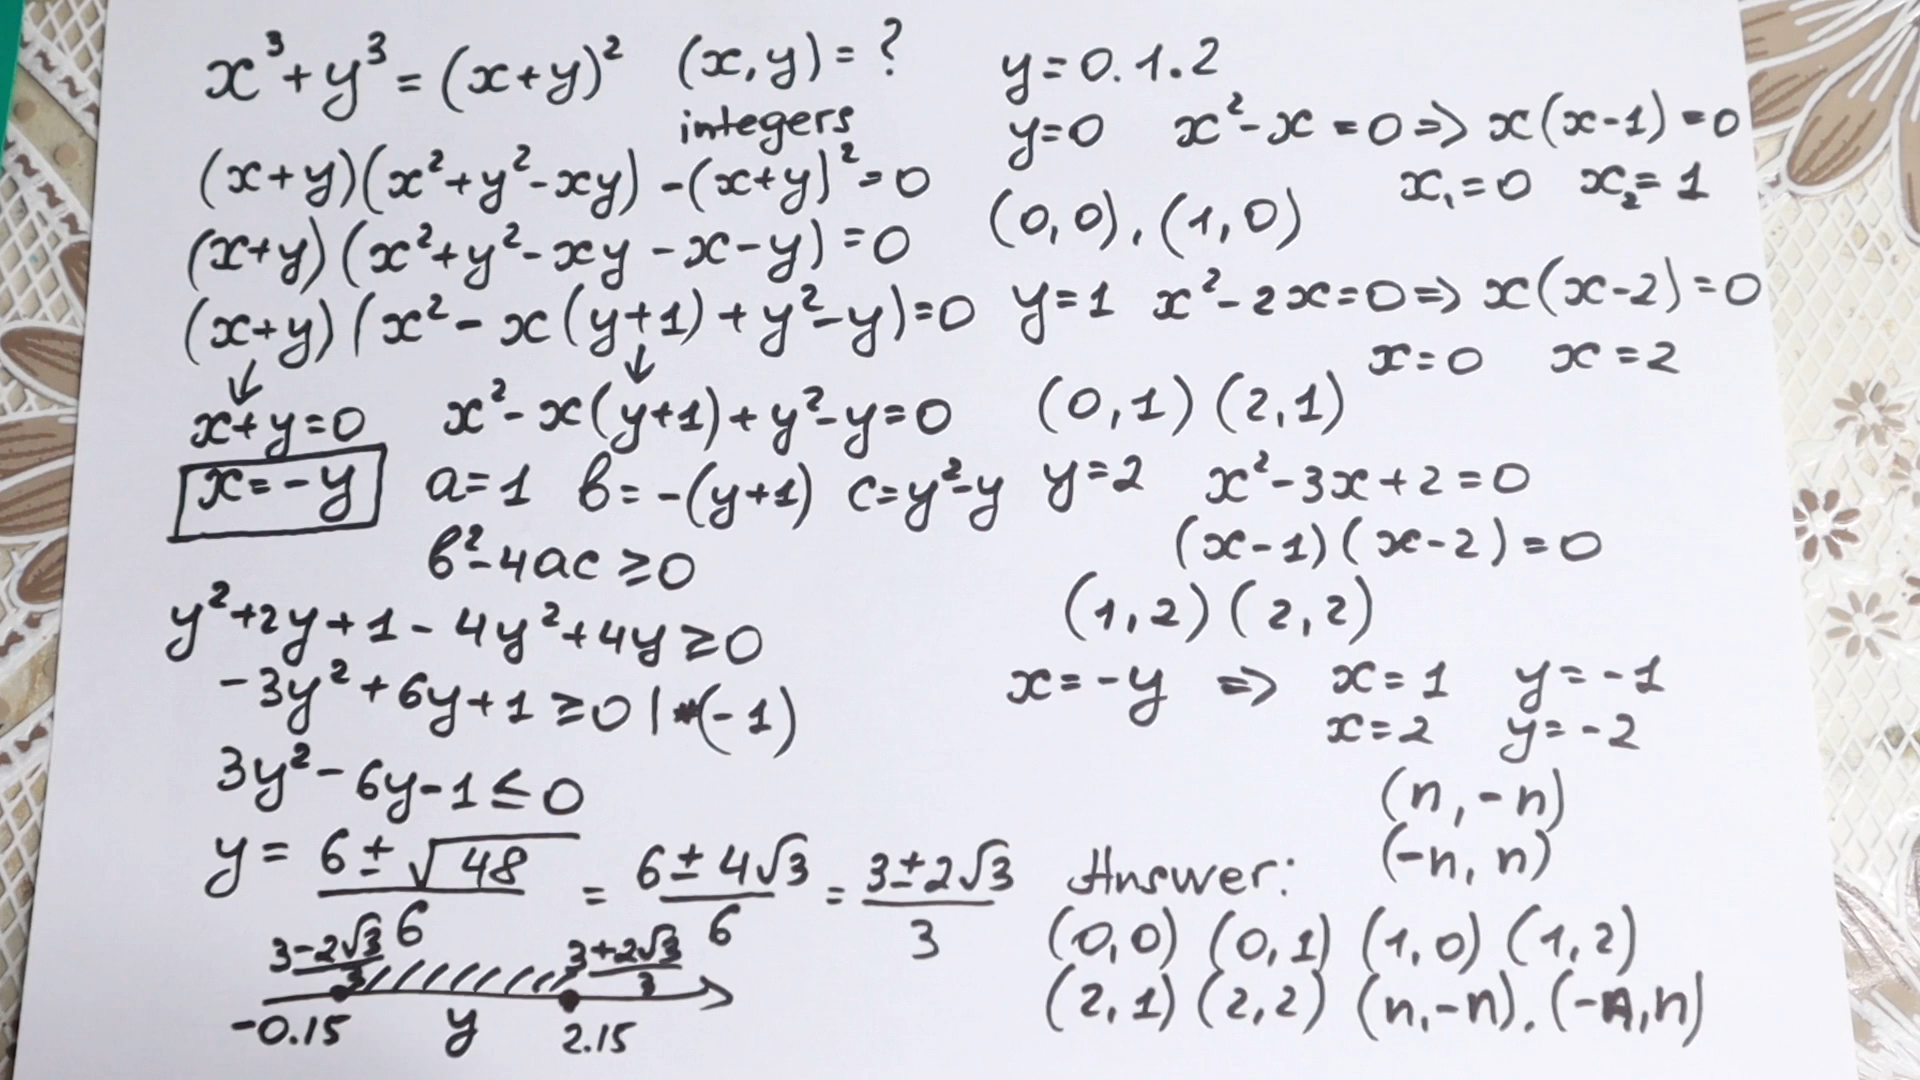 x³+y³=(x+y)² (x,y)=?
integers
(x+y)(x²+y²-xy)-(x+y)²=0
(x+y)(x²+y²-xy-x-y)=0
(x+y)(x²-x(y+1)+y²-y)=0
↓ ↓
x+y=0 x²-x(y+1)+y²-y=0
x=-y a=1 b=-(y+1) c=y²-y
b²-4ac≥0
y²+2y+1-4y²+4y≥0
-3y²+6y+1≥0|*(-1)
3y²-6y-1≤0
y=(6±√48)/6=(6±4√3)/6=(3±2√3)/3
(3-2√3)/3 (3+2√3)/3
-0.15 y 2.15
y=0.1.2
y=0 x²-x=0=>x(x-1)=0
x₁=0 x₂=1
(0,0),(1,0)
y=1 x²-2x=0=>x(x-2)=0
x=0 x=2
(0,1)(2,1)
y=2 x²-3x+2=0
(x-1)(x-2)=0
(1,2)(2,2)
x=-y => x=1 y=-1
x=2 y=-2
(n,-n)
(-n,n)
Answer:
(0,0) (0,1) (1,0) (1,2)
(2,1) (2,2) (n,-n).(-n,n)